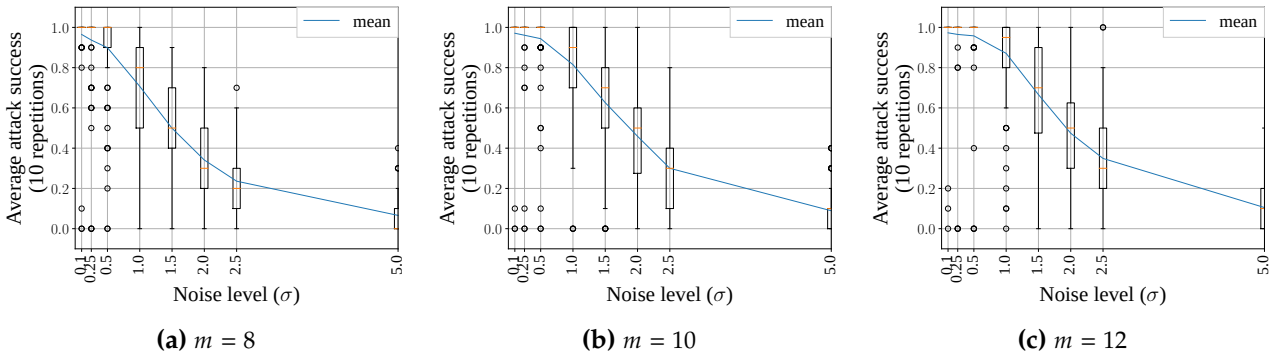 mean
1.0
0.8
0.6
0.4
0.2
0.0
Average attack success
(10 repetitions)
0.1
0.25
0.5
1.0
1.5
2.0
2.5
5.0
Noise level (σ)
(a) m = 8
mean
1.0
0.8
0.6
0.4
0.2
0.0
Average attack success
(10 repetitions)
0.1
0.25
0.5
1.0
1.5
2.0
2.5
5.0
Noise level (σ)
(b) m = 10
mean
1.0
0.8
0.6
0.4
0.2
0.0
Average attack success
(10 repetitions)
0.1
0.25
0.5
1.0
1.5
2.0
2.5
5.0
Noise level (σ)
(c) m = 12